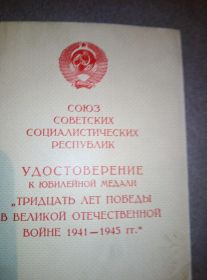 СОЮЗ
СОВЕТСКИХ
СОЦИАЛИСТИЧЕСКИХ
РЕСПУБЛИК
УДОСТОВЕРЕНИЕ
К ЮБИЛЕЙНОЙ МЕДАЛИ
„ТРИДЦАТЬ ЛЕТ ПОБЕДЫ
В ВЕЛИКОЙ ОТЕЧЕСТВЕННОЙ
ВОЙНЕ 1941—1945 гг."